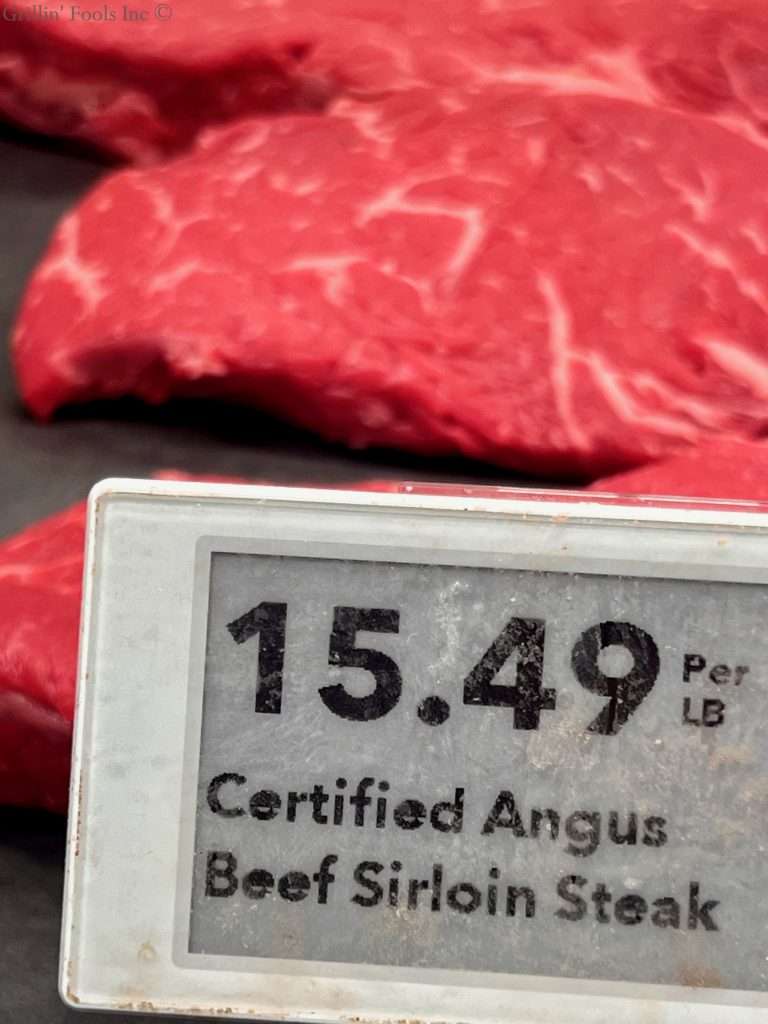 Grillin' Fools Inc ©
15.49 Per LB
Certified Angus
Beef Sirloin Steak